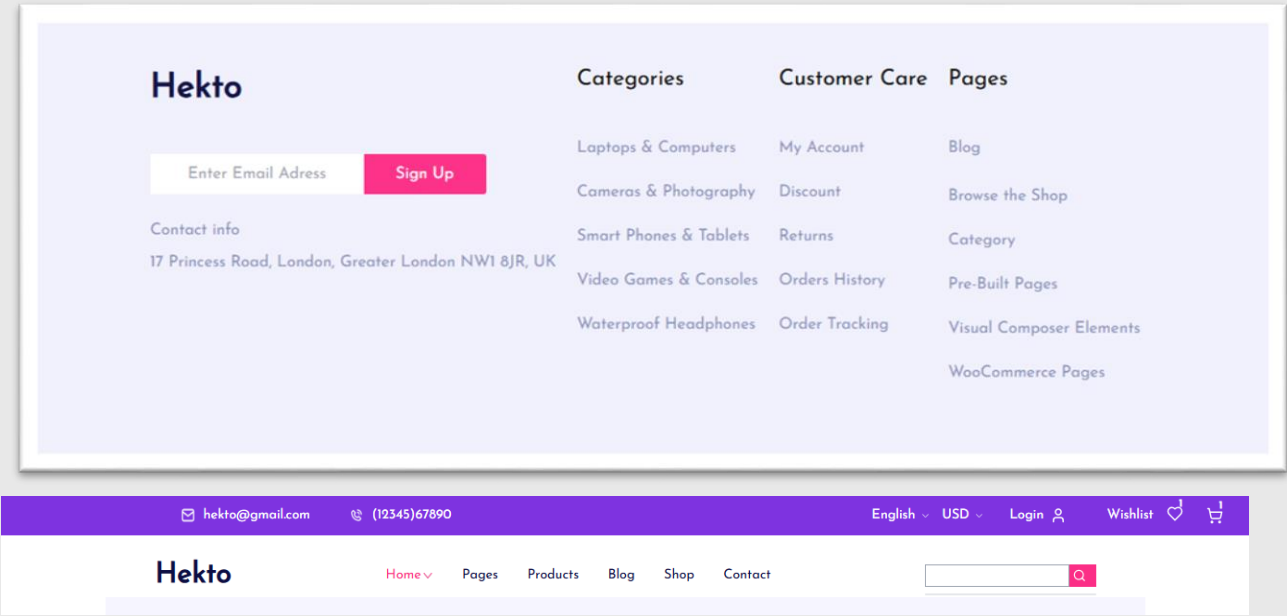 Hekto
Enter Email Adress
Sign Up
Contact info
17 Princess Road, London, Greater London NW1 8JR, UK
Categories
Laptops & Computers
Cameras & Photography
Smart Phones & Tablets
Video Games & Consoles
Waterproof Headphones
Customer Care
My Account
Discount
Returns
Orders History
Order Tracking
Pages
Blog
Browse the Shop
Category
Pre-Built Pages
Visual Composer Elements
WooCommerce Pages
hekto@gmail.com (12345)67890 English USD Login Wishlist 1 1
Hekto Home Pages Products Blog Shop Contact